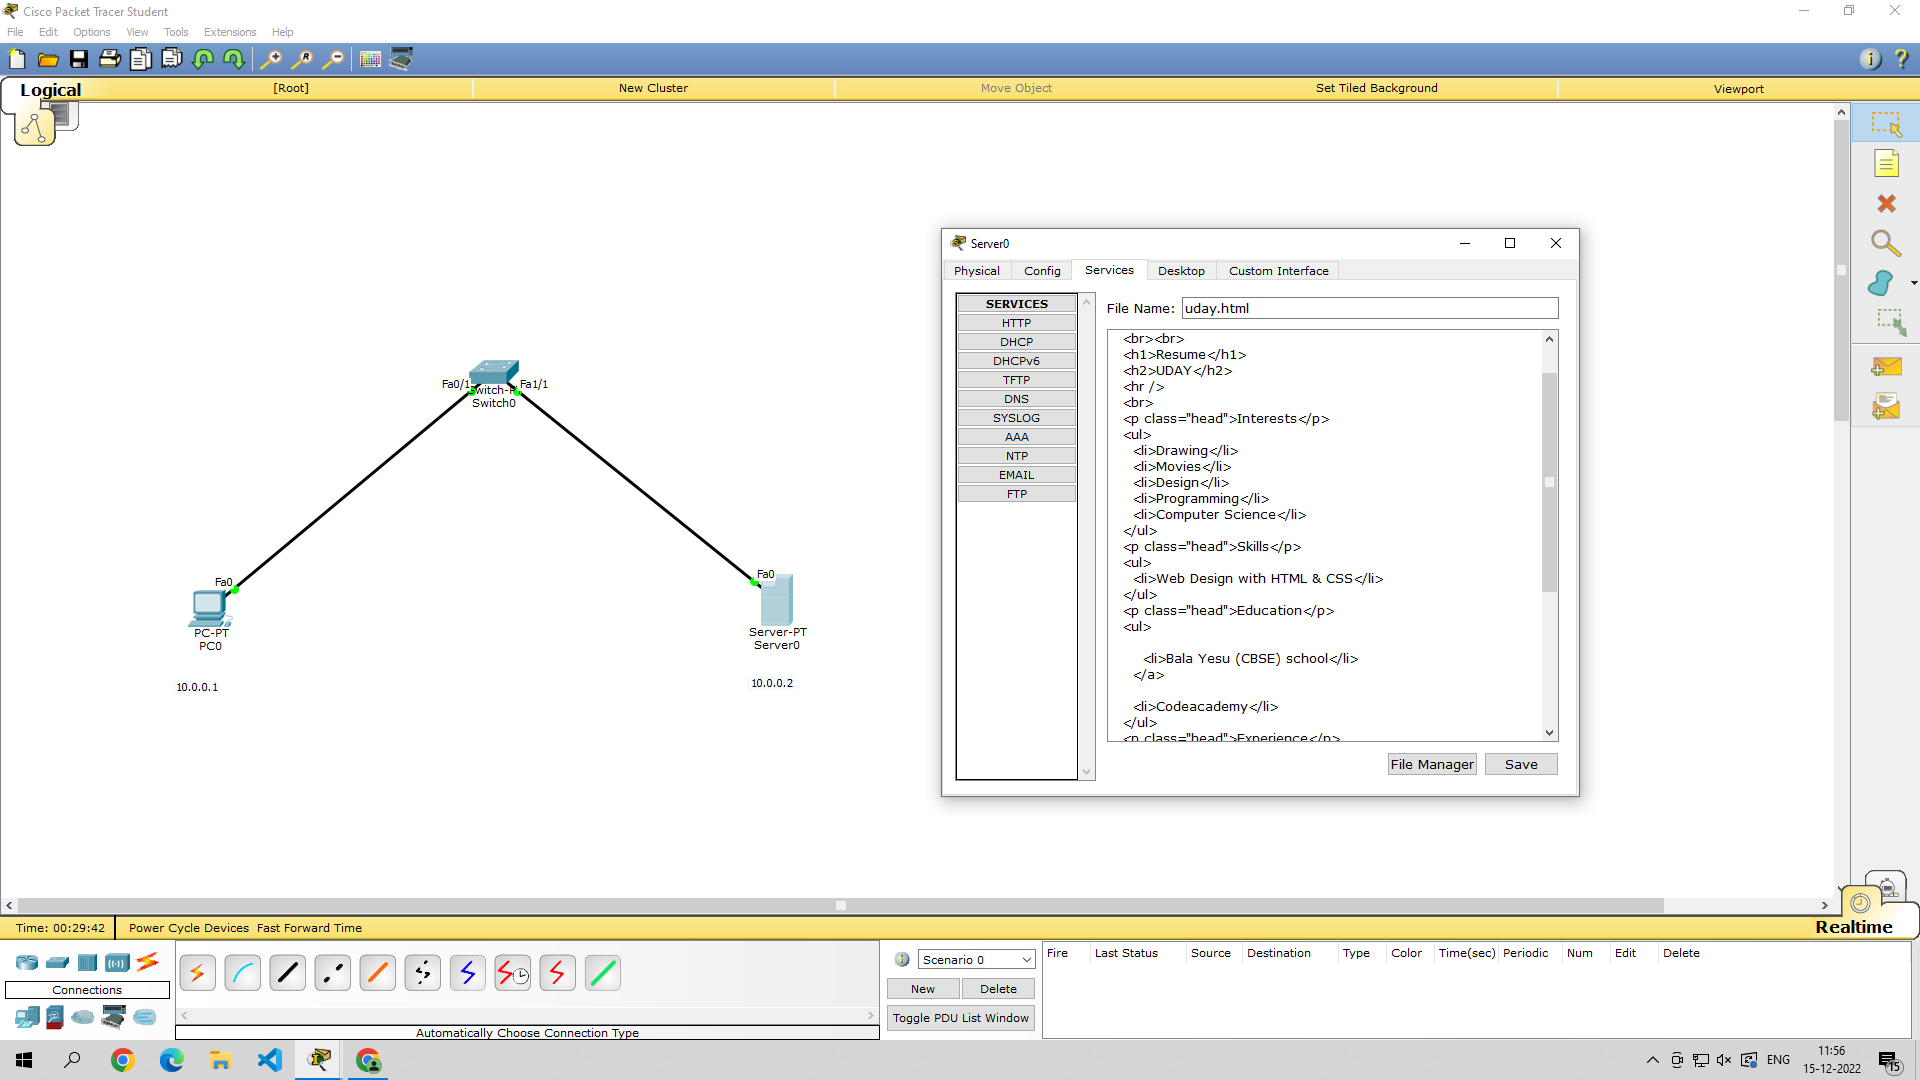 Cisco Packet Tracer Student
File Edit Options View Tools Extensions Help
Logical [Root] New Cluster Move Object Set Tiled Background Viewport
Fa0/1 Fa1/1
Switch0
Fa0
PC-PT
PC0
10.0.0.1
Fa0
Server-PT
Server0
10.0.0.2
Server0
Physical Config Services Desktop Custom Interface
SERVICES
HTTP
DHCP
DHCPv6
TFTP
DNS
SYSLOG
AAA
NTP
EMAIL
FTP
File Name: uday.html
<br><br>
<h1>Resume</h1>
<h2>UDAY</h2>
<hr />
<br>
<p class="head">Interests</p>
<ul>
<li>Drawing</li>
<li>Movies</li>
<li>Design</li>
<li>Programming</li>
<li>Computer Science</li>
</ul>
<p class="head">Skills</p>
<ul>
<li>Web Design with HTML & CSS</li>
</ul>
<p class="head">Education</p>
<ul>
<li>Bala Yesu (CBSE) school</li>
</a>
<li>Codeacademy</li>
</ul>
<p class="head">Experience</p>
File Manager Save
Time: 00:29:42 Power Cycle Devices Fast Forward Time
Realtime
Connections
Automatically Choose Connection Type
Scenario 0
New Delete
Toggle PDU List Window
Fire Last Status Source Destination Type Color Time(sec) Periodic Num Edit Delete
ENG
11:56
15-12-2022
15